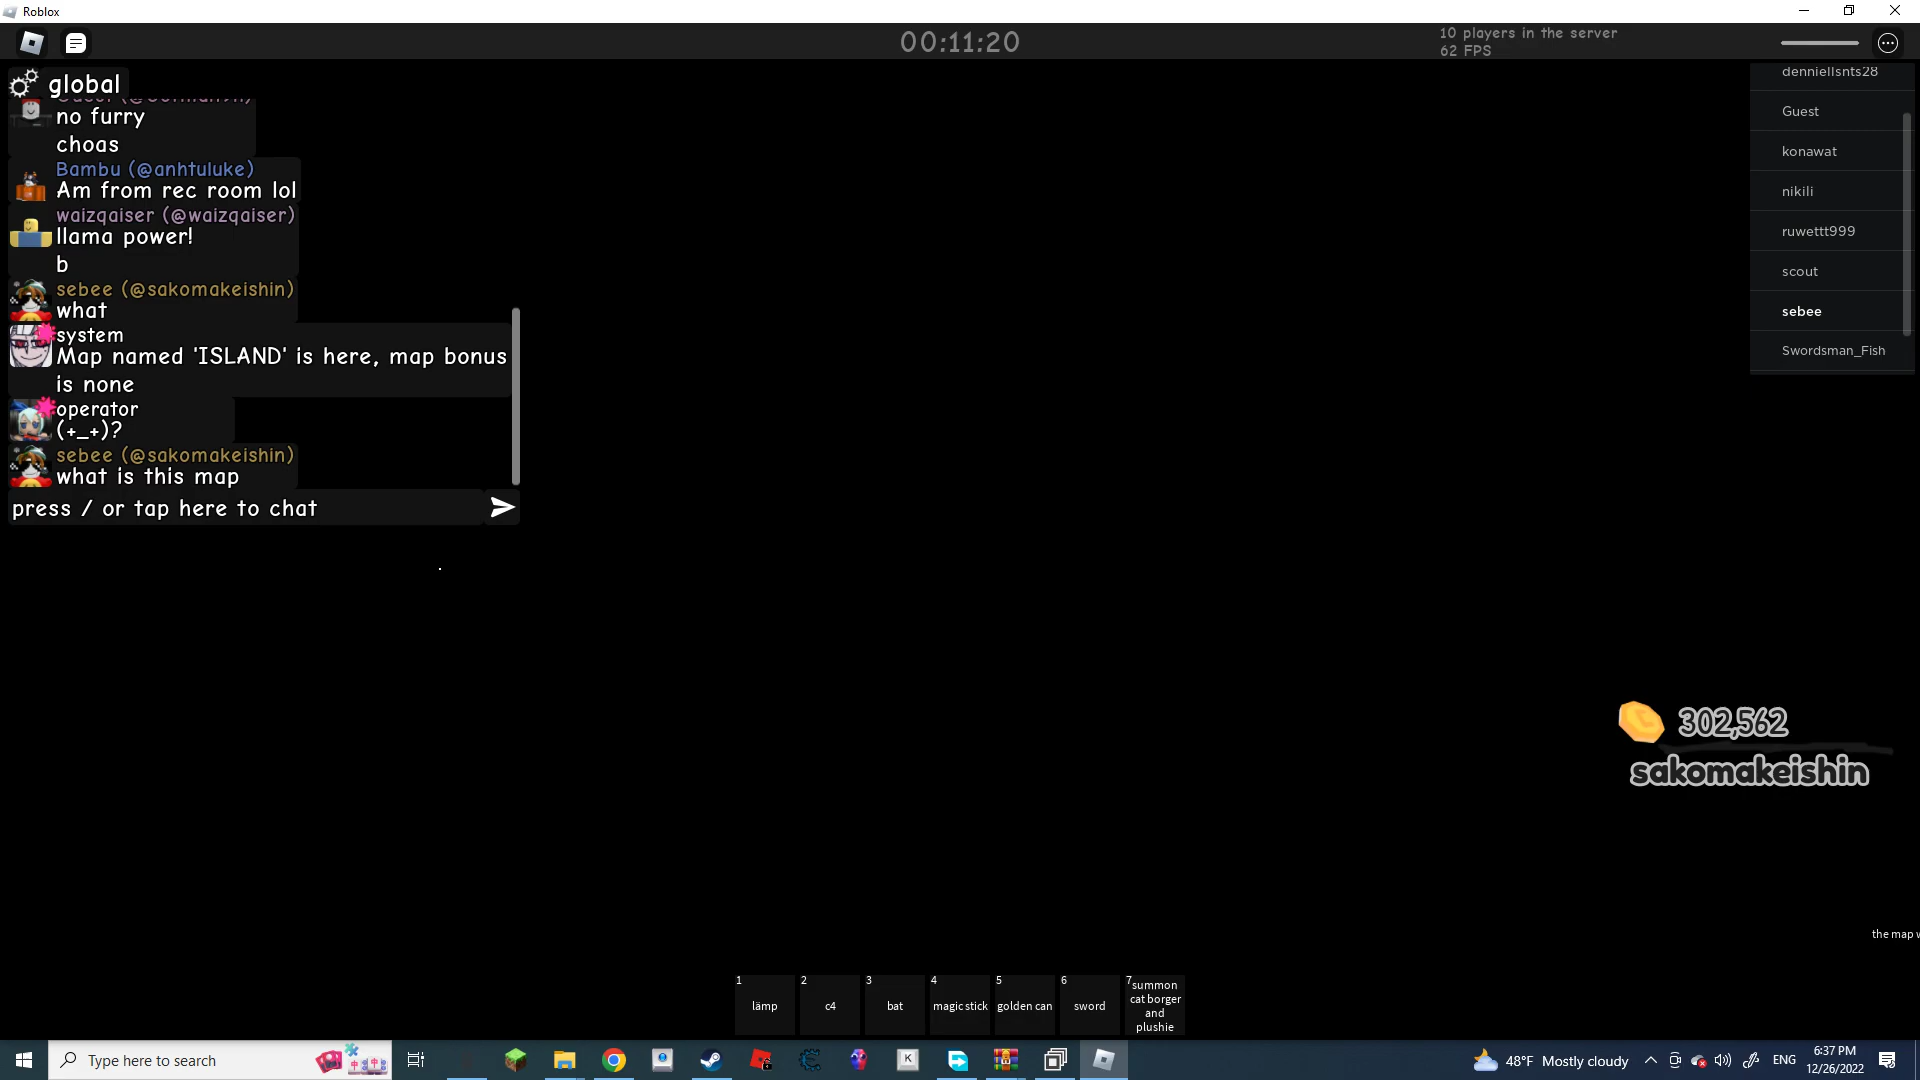 Roblox
00:11:20
10 players in the server
62 FPS
global
no furry
choas
Bambu (@anhtuluke)
Am from rec room lol
waizqaiser (@waizqaiser)
llama power!
b
sebee (@sakomakeishin)
what
system
Map named 'ISLAND' is here, map bonus
is none
operator
(+_+)?
sebee (@sakomakeishin)
what is this map
press / or tap here to chat
denniellsnts28
Guest
konawat
nikili
ruwettt999
scout
sebee
Swordsman_Fish
302,562
sakomakeishin
the map
1
lämp
2
c4
3
bat
4
magic stick
5
golden can
6
sword
7
summon
cat borger
and
plushie
Type here to search
K
48°F Mostly cloudy
ENG
6:37 PM
12/26/2022